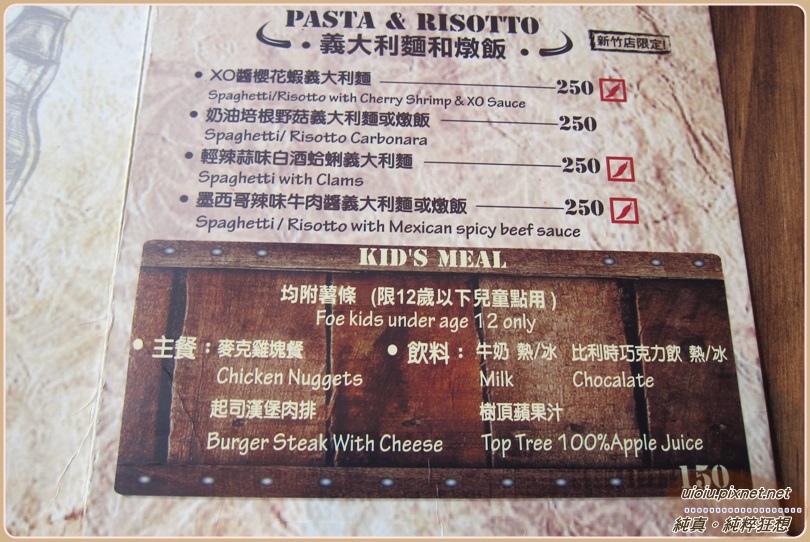 PASTA & RISOTTO
義大利麵和燉飯
新竹店限定!
• XO醬櫻花蝦義大利麵 250
Spaghetti/Risotto with Cherry Shrimp & XO Sauce
• 奶油培根野菇義大利麵或燉飯 250
Spaghetti/ Risotto Carbonara
• 輕辣蒜味白酒蛤蜊義大利麵 250
Spaghetti with Clams
• 墨西哥辣味牛肉醬義大利麵或燉飯 250
Spaghetti / Risotto with Mexican spicy beef sauce
KID'S MEAL
均附薯條 (限12歲以下兒童點用)
Foe kids under age 12 only
• 主餐：麥克雞塊餐
Chicken Nuggets
起司漢堡肉排
Burger Steak With Cheese
• 飲料：牛奶 熱/冰 比利時巧克力飲 熱/冰
Milk Chocalate
樹頂蘋果汁
Top Tree 100%Apple Juice
150
uioiu.pixnet.net
純真。純粹狂想